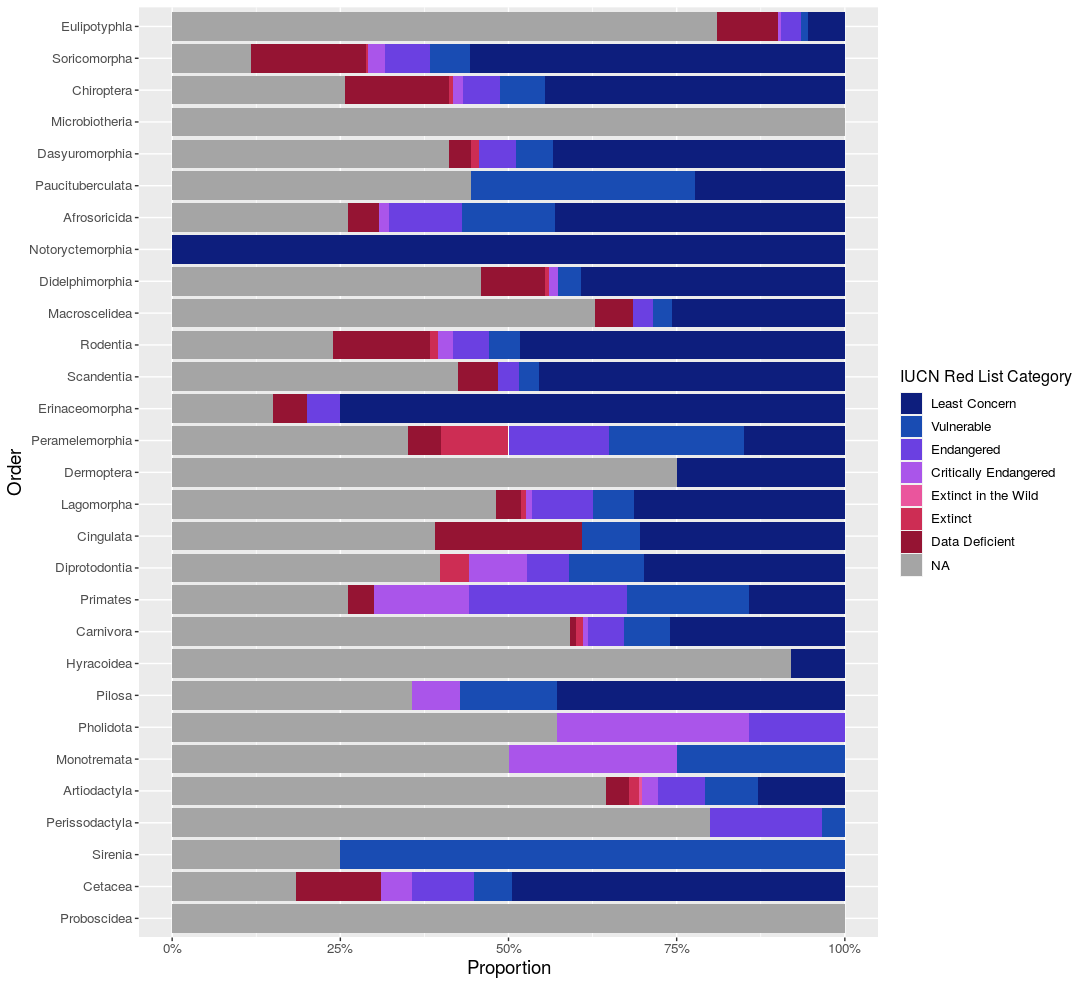 Order
Eulipotyphla
Soricomorpha
Chiroptera
Microbiotheria
Dasyuromorphia
Paucituberculata
Afrosoricida
Notoryctemorphia
Didelphimorphia
Macroscelidea
Rodentia
Scandentia
Erinaceomorpha
Peramelemorphia
Dermoptera
Lagomorpha
Cingulata
Diprotodontia
Primates
Carnivora
Hyracoidea
Pilosa
Pholidota
Monotremata
Artiodactyla
Perissodactyla
Sirenia
Cetacea
Proboscidea
0% 25% 50% 75% 100%
Proportion
IUCN Red List Category
Least Concern
Vulnerable
Endangered
Critically Endangered
Extinct in the Wild
Extinct
Data Deficient
NA